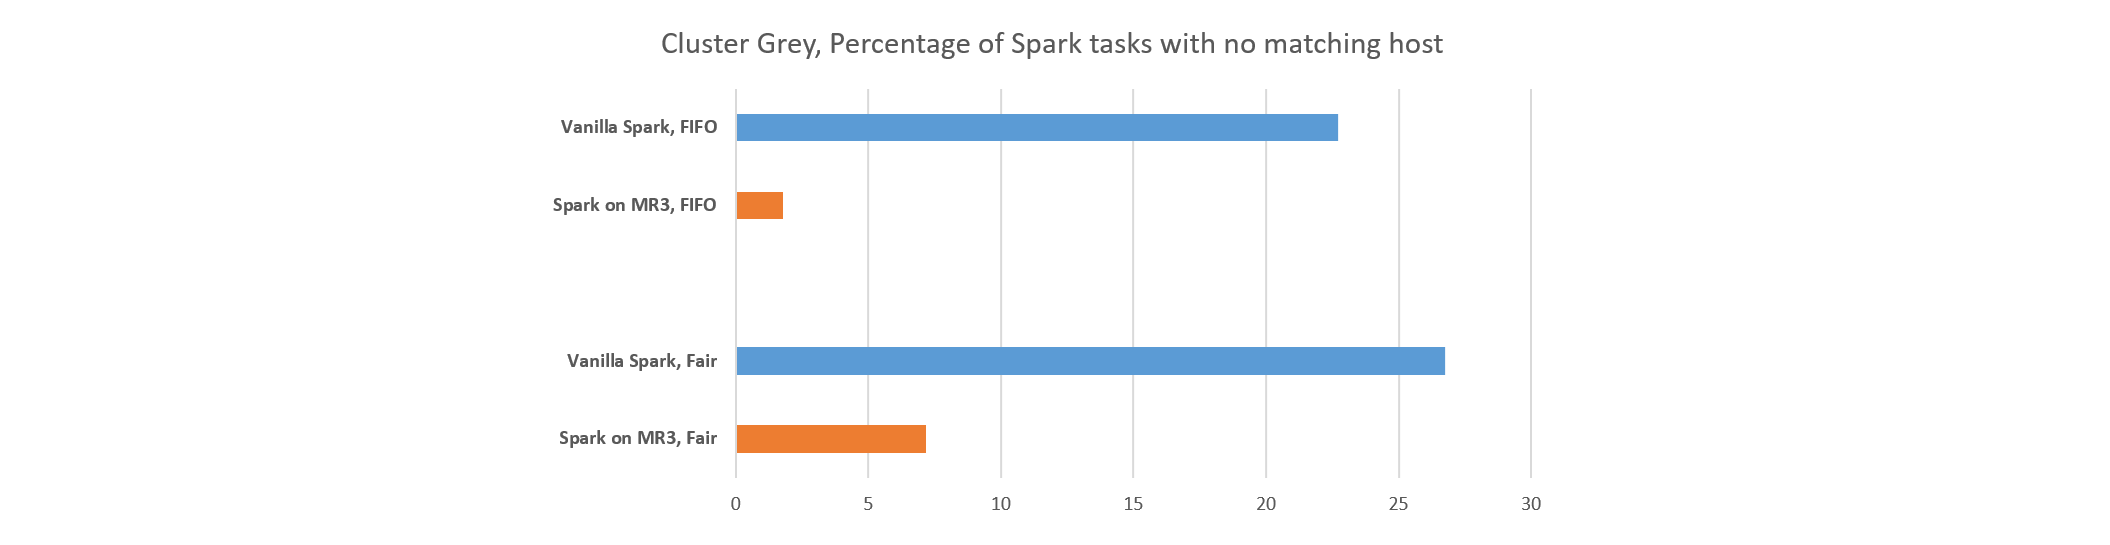 Cluster Grey, Percentage of Spark tasks with no matching host
Vanilla Spark, FIFO
Spark on MR3, FIFO
Vanilla Spark, Fair
Spark on MR3, Fair
0 5 10 15 20 25 30